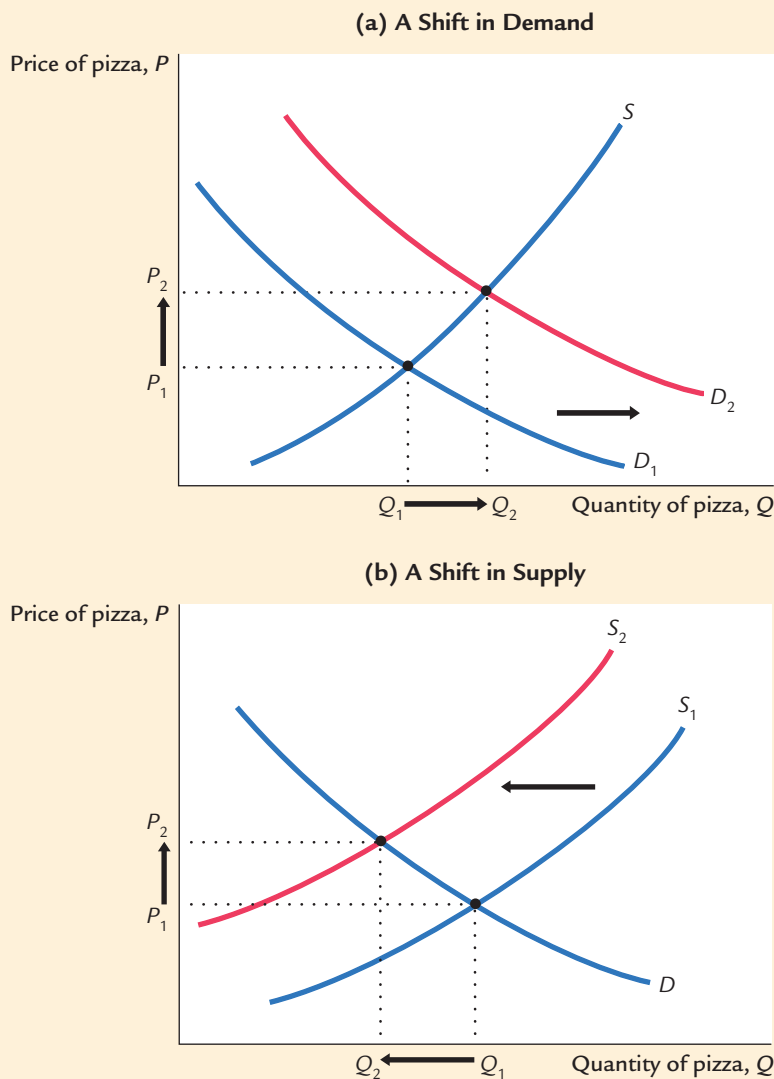 (a) A Shift in Demand
Price of pizza, P
S
P₂
P₁
D₂
D₁
Q₁ Q₂ Quantity of pizza, Q
(b) A Shift in Supply
Price of pizza, P
S₂
S₁
P₂
P₁
D
Q₂ Q₁ Quantity of pizza, Q